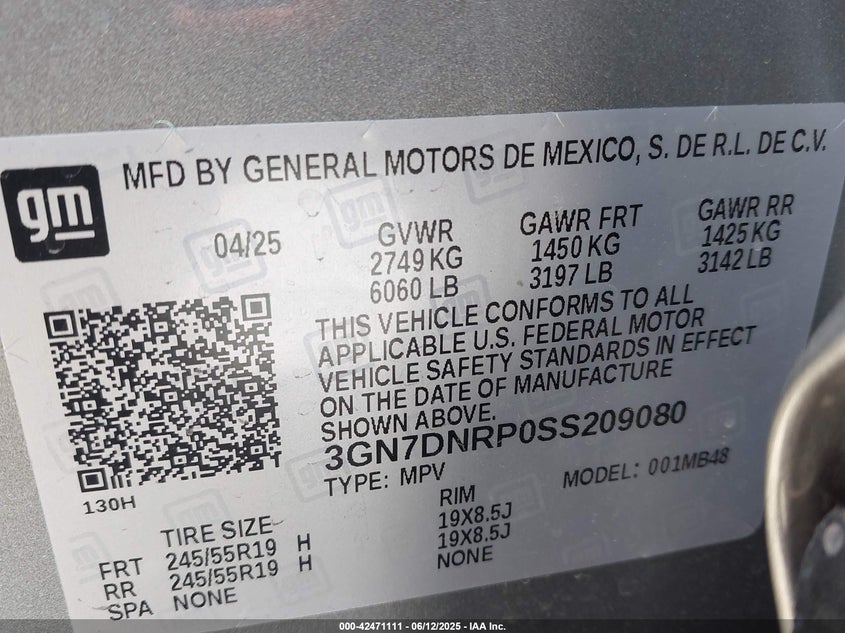 gm
MFD BY GENERAL MOTORS DE MEXICO, S. DE R.L. DE C.V.
04/25
GVWR
2749 KG
6060 LB
GAWR FRT
1450 KG
3197 LB
GAWR RR
1425 KG
3142 LB
THIS VEHICLE CONFORMS TO ALL
APPLICABLE U.S. FEDERAL MOTOR
VEHICLE SAFETY STANDARDS IN EFFECT
ON THE DATE OF MANUFACTURE
SHOWN ABOVE.
3GN7DNRP0SS209080
TYPE: MPV
MODEL: 001MB48
130H
TIRE SIZE
RIM
FRT 245/55R19 H 19X8.5J
RR 245/55R19 H 19X8.5J
SPA NONE NONE
000-42471111 - 06/12/2025 - IAA Inc.